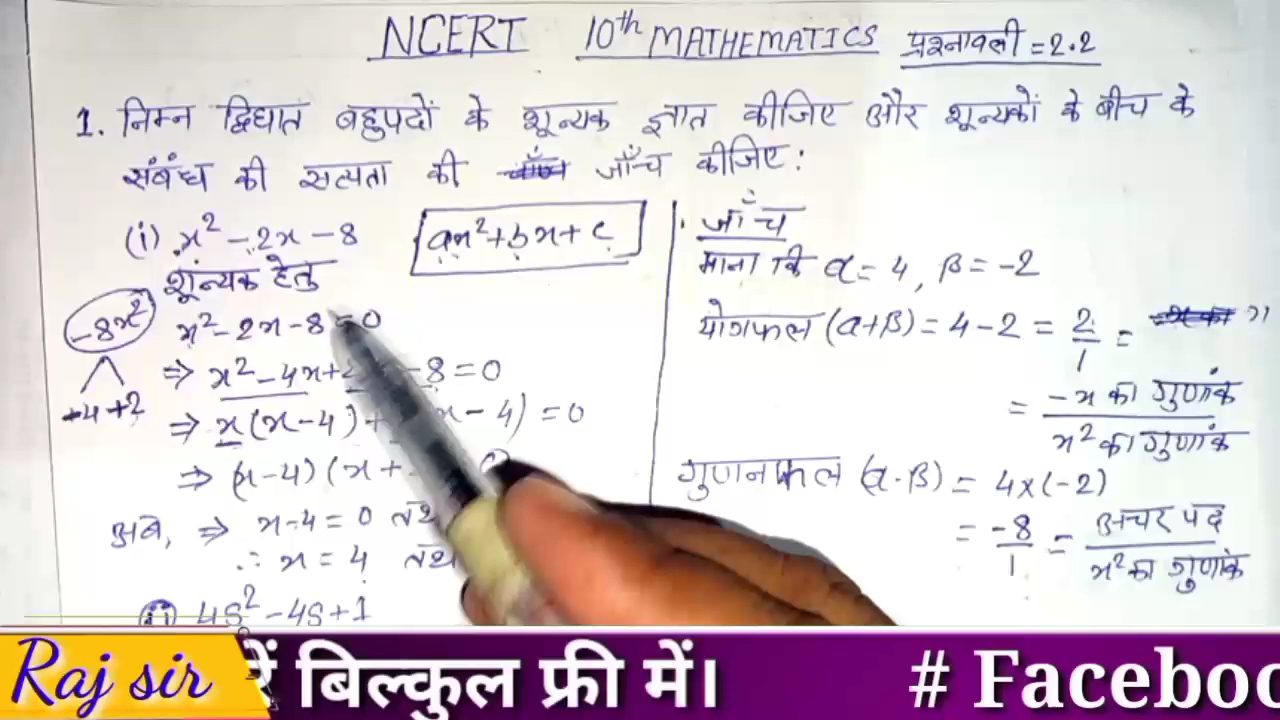 NCERT 10th MATHEMATICS प्रश्नावली = 2.2
1. निम्न द्विघात बहुपदों के शून्यक ज्ञात कीजिए और शून्यकों के बीच के
संबंध की सत्यता की जाँच कीजिए:
(i) x² - 2x - 8
ax² + bx + c
शून्यक हेतु
x² - 2x - 8 = 0
-8x²
-4 +2
⇒ x² - 4x + - 8 = 0
⇒ x(x - 4) + x - 4) = 0
⇒ (x - 4) (x +
अब, ⇒ x - 4 = 0
∴ x = 4
(ii) 4s² - 4s + 1
जाँच
माना कि α = 4, β = -2
योगफल (α + β) = 4 - 2 = 2/1 =
= -x का गुणांक / x² का गुणांक
गुणनफल (α . β) = 4 × (-2)
= -8/1 = अचर पद / x² का गुणांक
Raj sir रें बिल्कुल फ्री में। # Faceboo